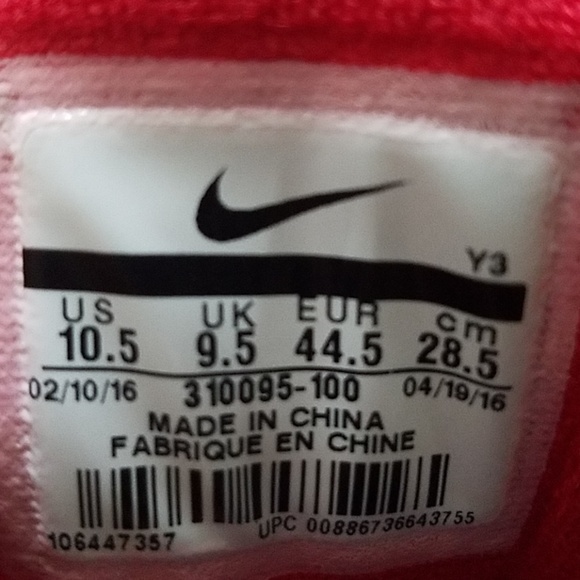 Y3
US UK EUR cm
10.5 9.5 44.5 28.5
02/10/16 310095-100 04/19/16
MADE IN CHINA
FABRIQUE EN CHINE
UPC 00886736643755
106447357